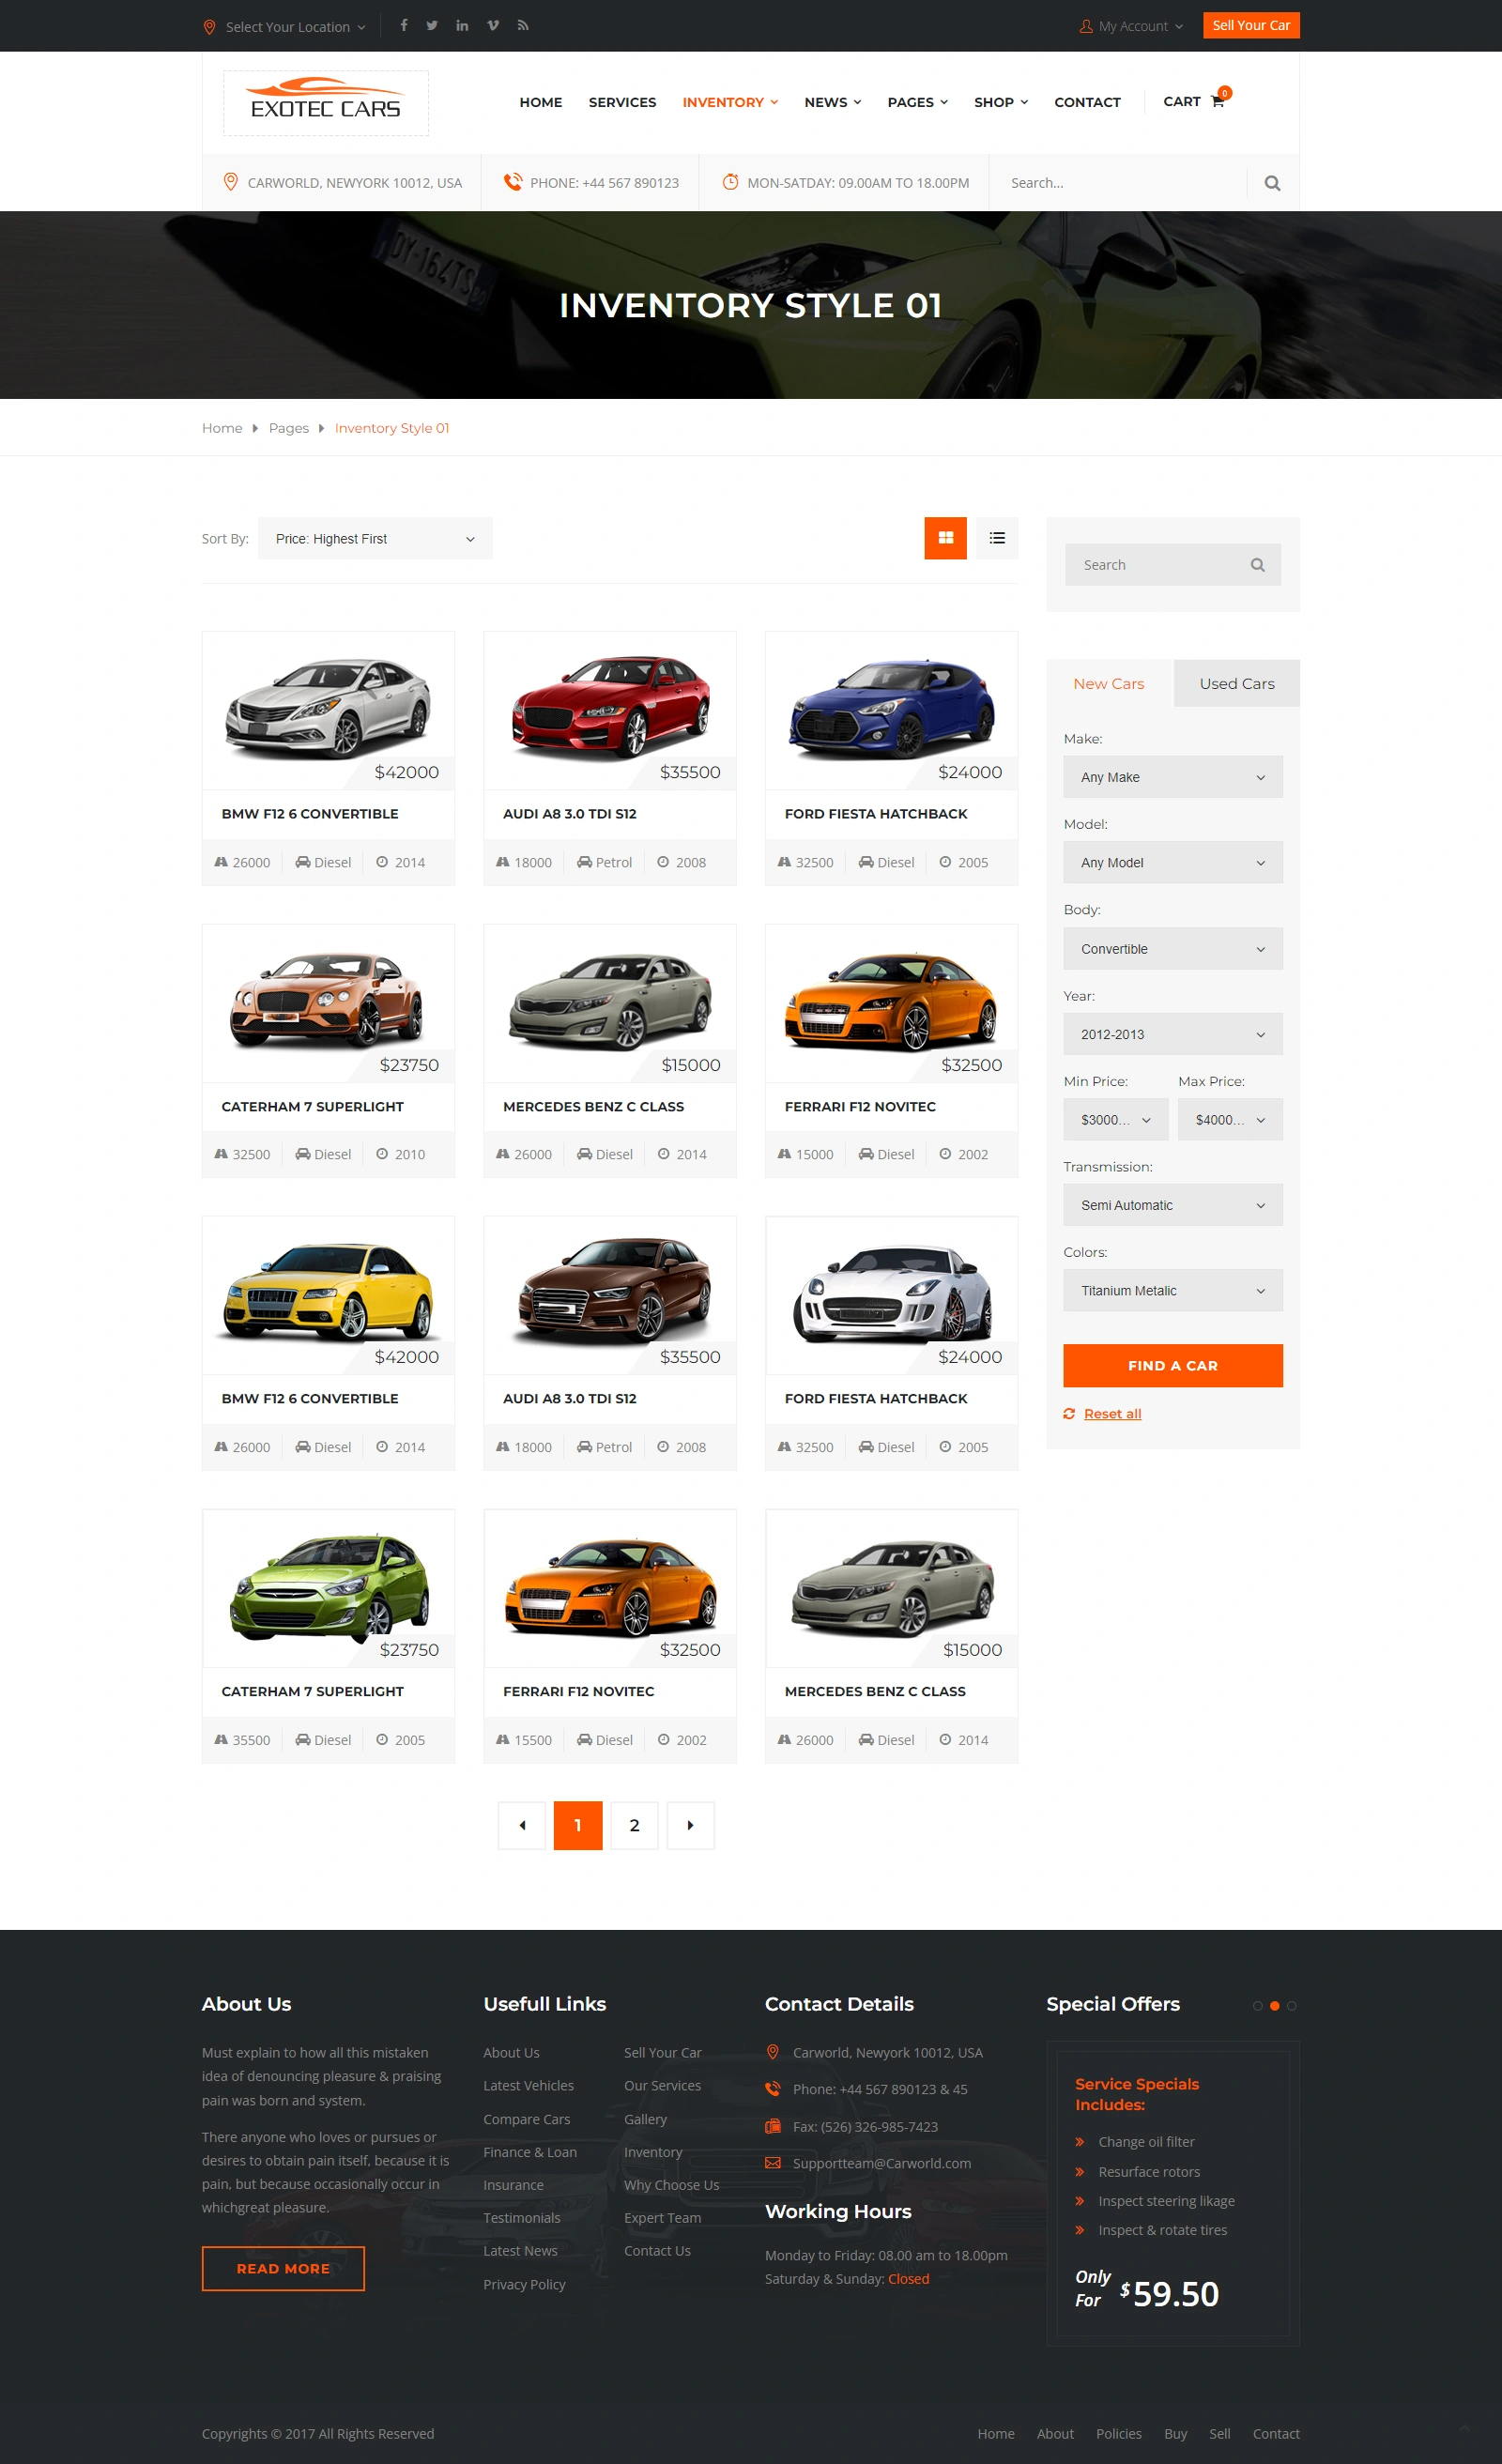 Select Your Location
My Account
Sell Your Car
EXOTEC CARS
HOME SERVICES INVENTORY NEWS PAGES SHOP CONTACT CART 0
CARWORLD, NEWYORK 10012, USA PHONE: +44 567 890123 MON-SATDAY: 09.00AM TO 18.00PM Search...
DY-164TS
INVENTORY STYLE 01
Home Pages Inventory Style 01
Sort By: Price: Highest First
$42000 $35500 $24000
BMW F12 6 CONVERTIBLE AUDI A8 3.0 TDI S12 FORD FIESTA HATCHBACK
26000 Diesel 2014 18000 Petrol 2008 32500 Diesel 2005
$23750 $15000 $32500
CATERHAM 7 SUPERLIGHT MERCEDES BENZ C CLASS FERRARI F12 NOVITEC
32500 Diesel 2010 26000 Diesel 2014 15000 Diesel 2002
$42000 $35500 $24000
BMW F12 6 CONVERTIBLE AUDI A8 3.0 TDI S12 FORD FIESTA HATCHBACK
26000 Diesel 2014 18000 Petrol 2008 32500 Diesel 2005
$23750 $32500 $15000
CATERHAM 7 SUPERLIGHT FERRARI F12 NOVITEC MERCEDES BENZ C CLASS
35500 Diesel 2005 15500 Diesel 2002 26000 Diesel 2014
1 2
Search
New Cars Used Cars
Make:
Any Make
Model:
Any Model
Body:
Convertible
Year:
2012-2013
Min Price: Max Price:
$3000... $4000...
Transmission:
Semi Automatic
Colors:
Titanium Metalic
FIND A CAR
Reset all
About Us
Must explain to how all this mistaken
idea of denouncing pleasure & praising
pain was born and system.
There anyone who loves or pursues or
desires to obtain pain itself, because it is
pain, but because occasionally occur in
whichgreat pleasure.
READ MORE
Usefull Links
About Us
Latest Vehicles
Compare Cars
Finance & Loan
Insurance
Testimonials
Latest News
Privacy Policy
Sell Your Car
Our Services
Gallery
Inventory
Why Choose Us
Expert Team
Contact Us
Contact Details
Carworld, Newyork 10012, USA
Phone: +44 567 890123 & 45
Fax: (526) 326-985-7423
Supportteam@Carworld.com
Working Hours
Monday to Friday: 08.00 am to 18.00pm
Saturday & Sunday: Closed
Special Offers
Service Specials
Includes:
Change oil filter
Resurface rotors
Inspect steering likage
Inspect & rotate tires
Only
For $59.50
Copyrights © 2017 All Rights Reserved
Home About Policies Buy Sell Contact